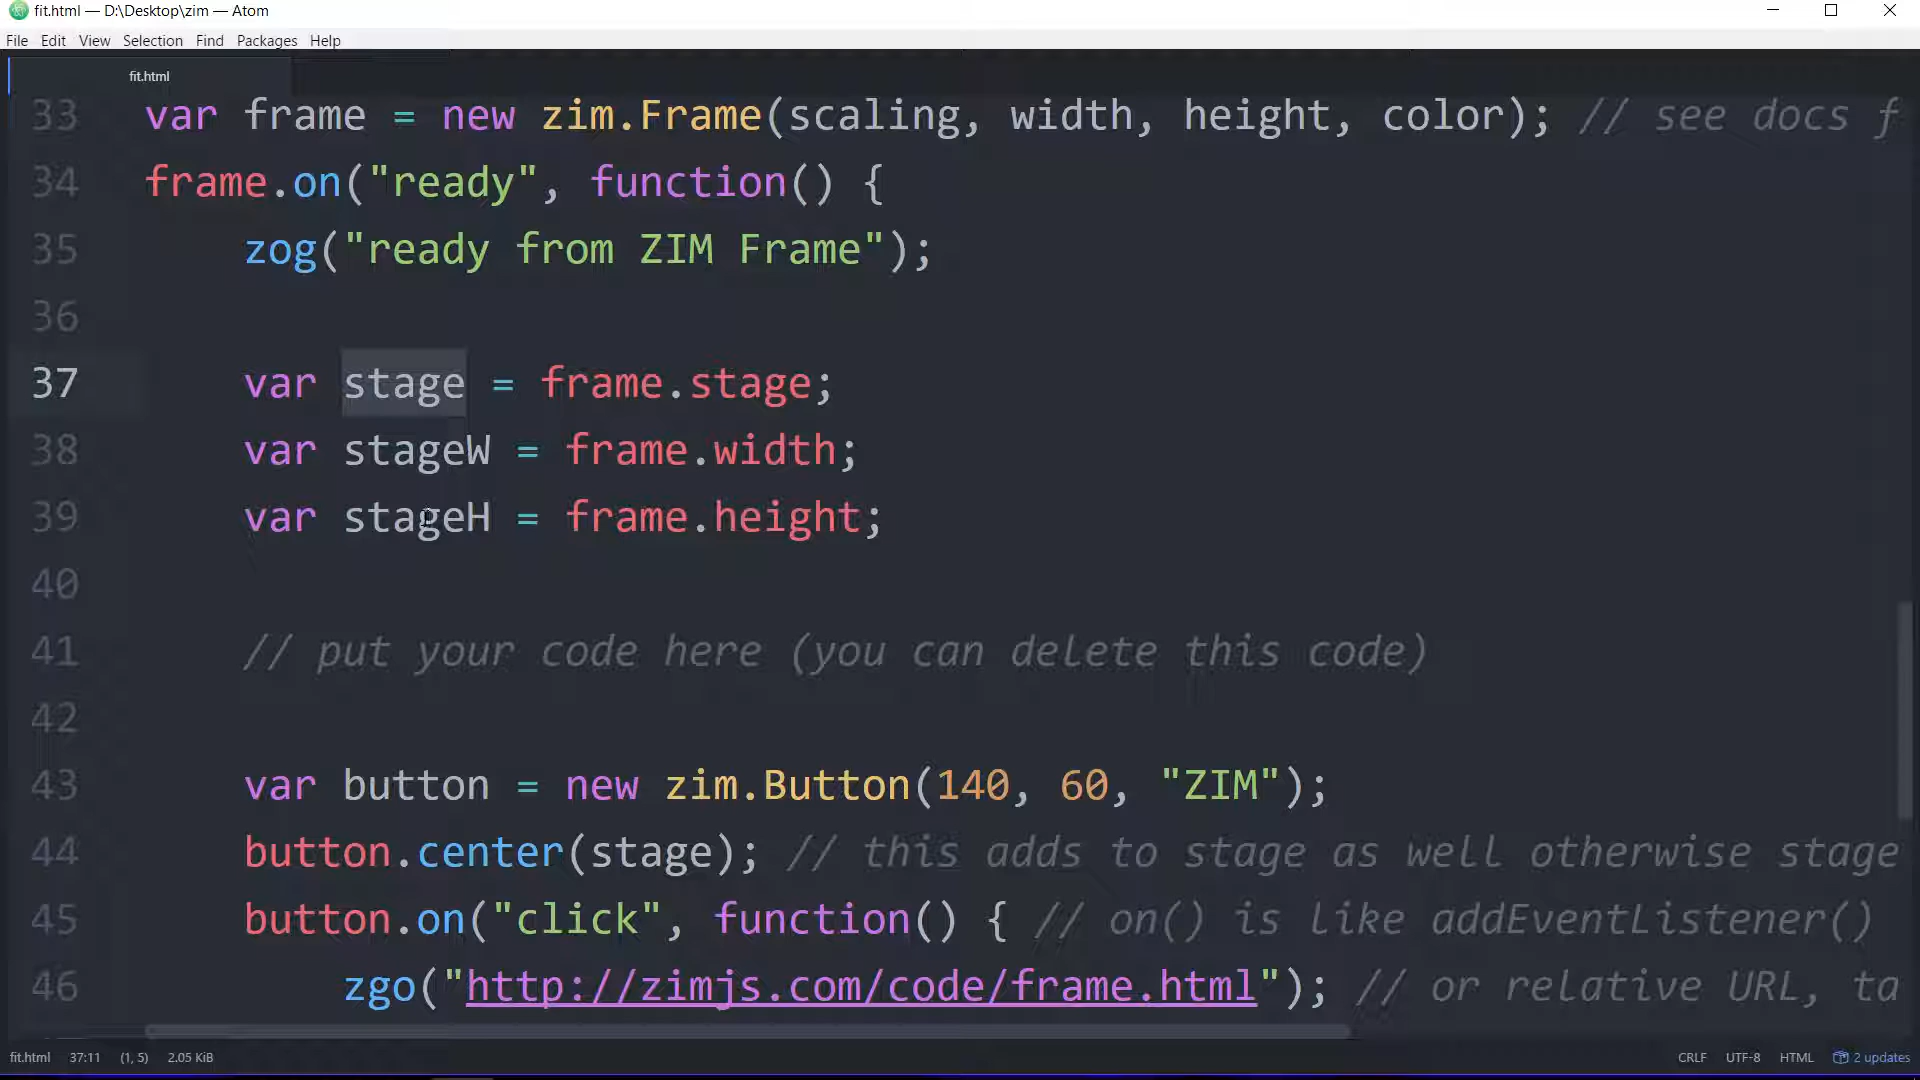 fit.html — D:\Desktop\zim — Atom
File Edit View Selection Find Packages Help
fit.html
33 var frame = new zim.Frame(scaling, width, height, color); // see docs f
34 frame.on("ready", function() {
35 zog("ready from ZIM Frame");
36
37 var stage = frame.stage;
38 var stageW = frame.width;
39 var stageH = frame.height;
40
41 // put your code here (you can delete this code)
42
43 var button = new zim.Button(140, 60, "ZIM");
44 button.center(stage); // this adds to stage as well otherwise stage
45 button.on("click", function() { // on() is like addEventListener()
46 zgo("http://zimjs.com/code/frame.html"); // or relative URL, ta
fit.html 37:11 (1, 5) 2.05 KiB CRLF UTF-8 HTML 2 updates